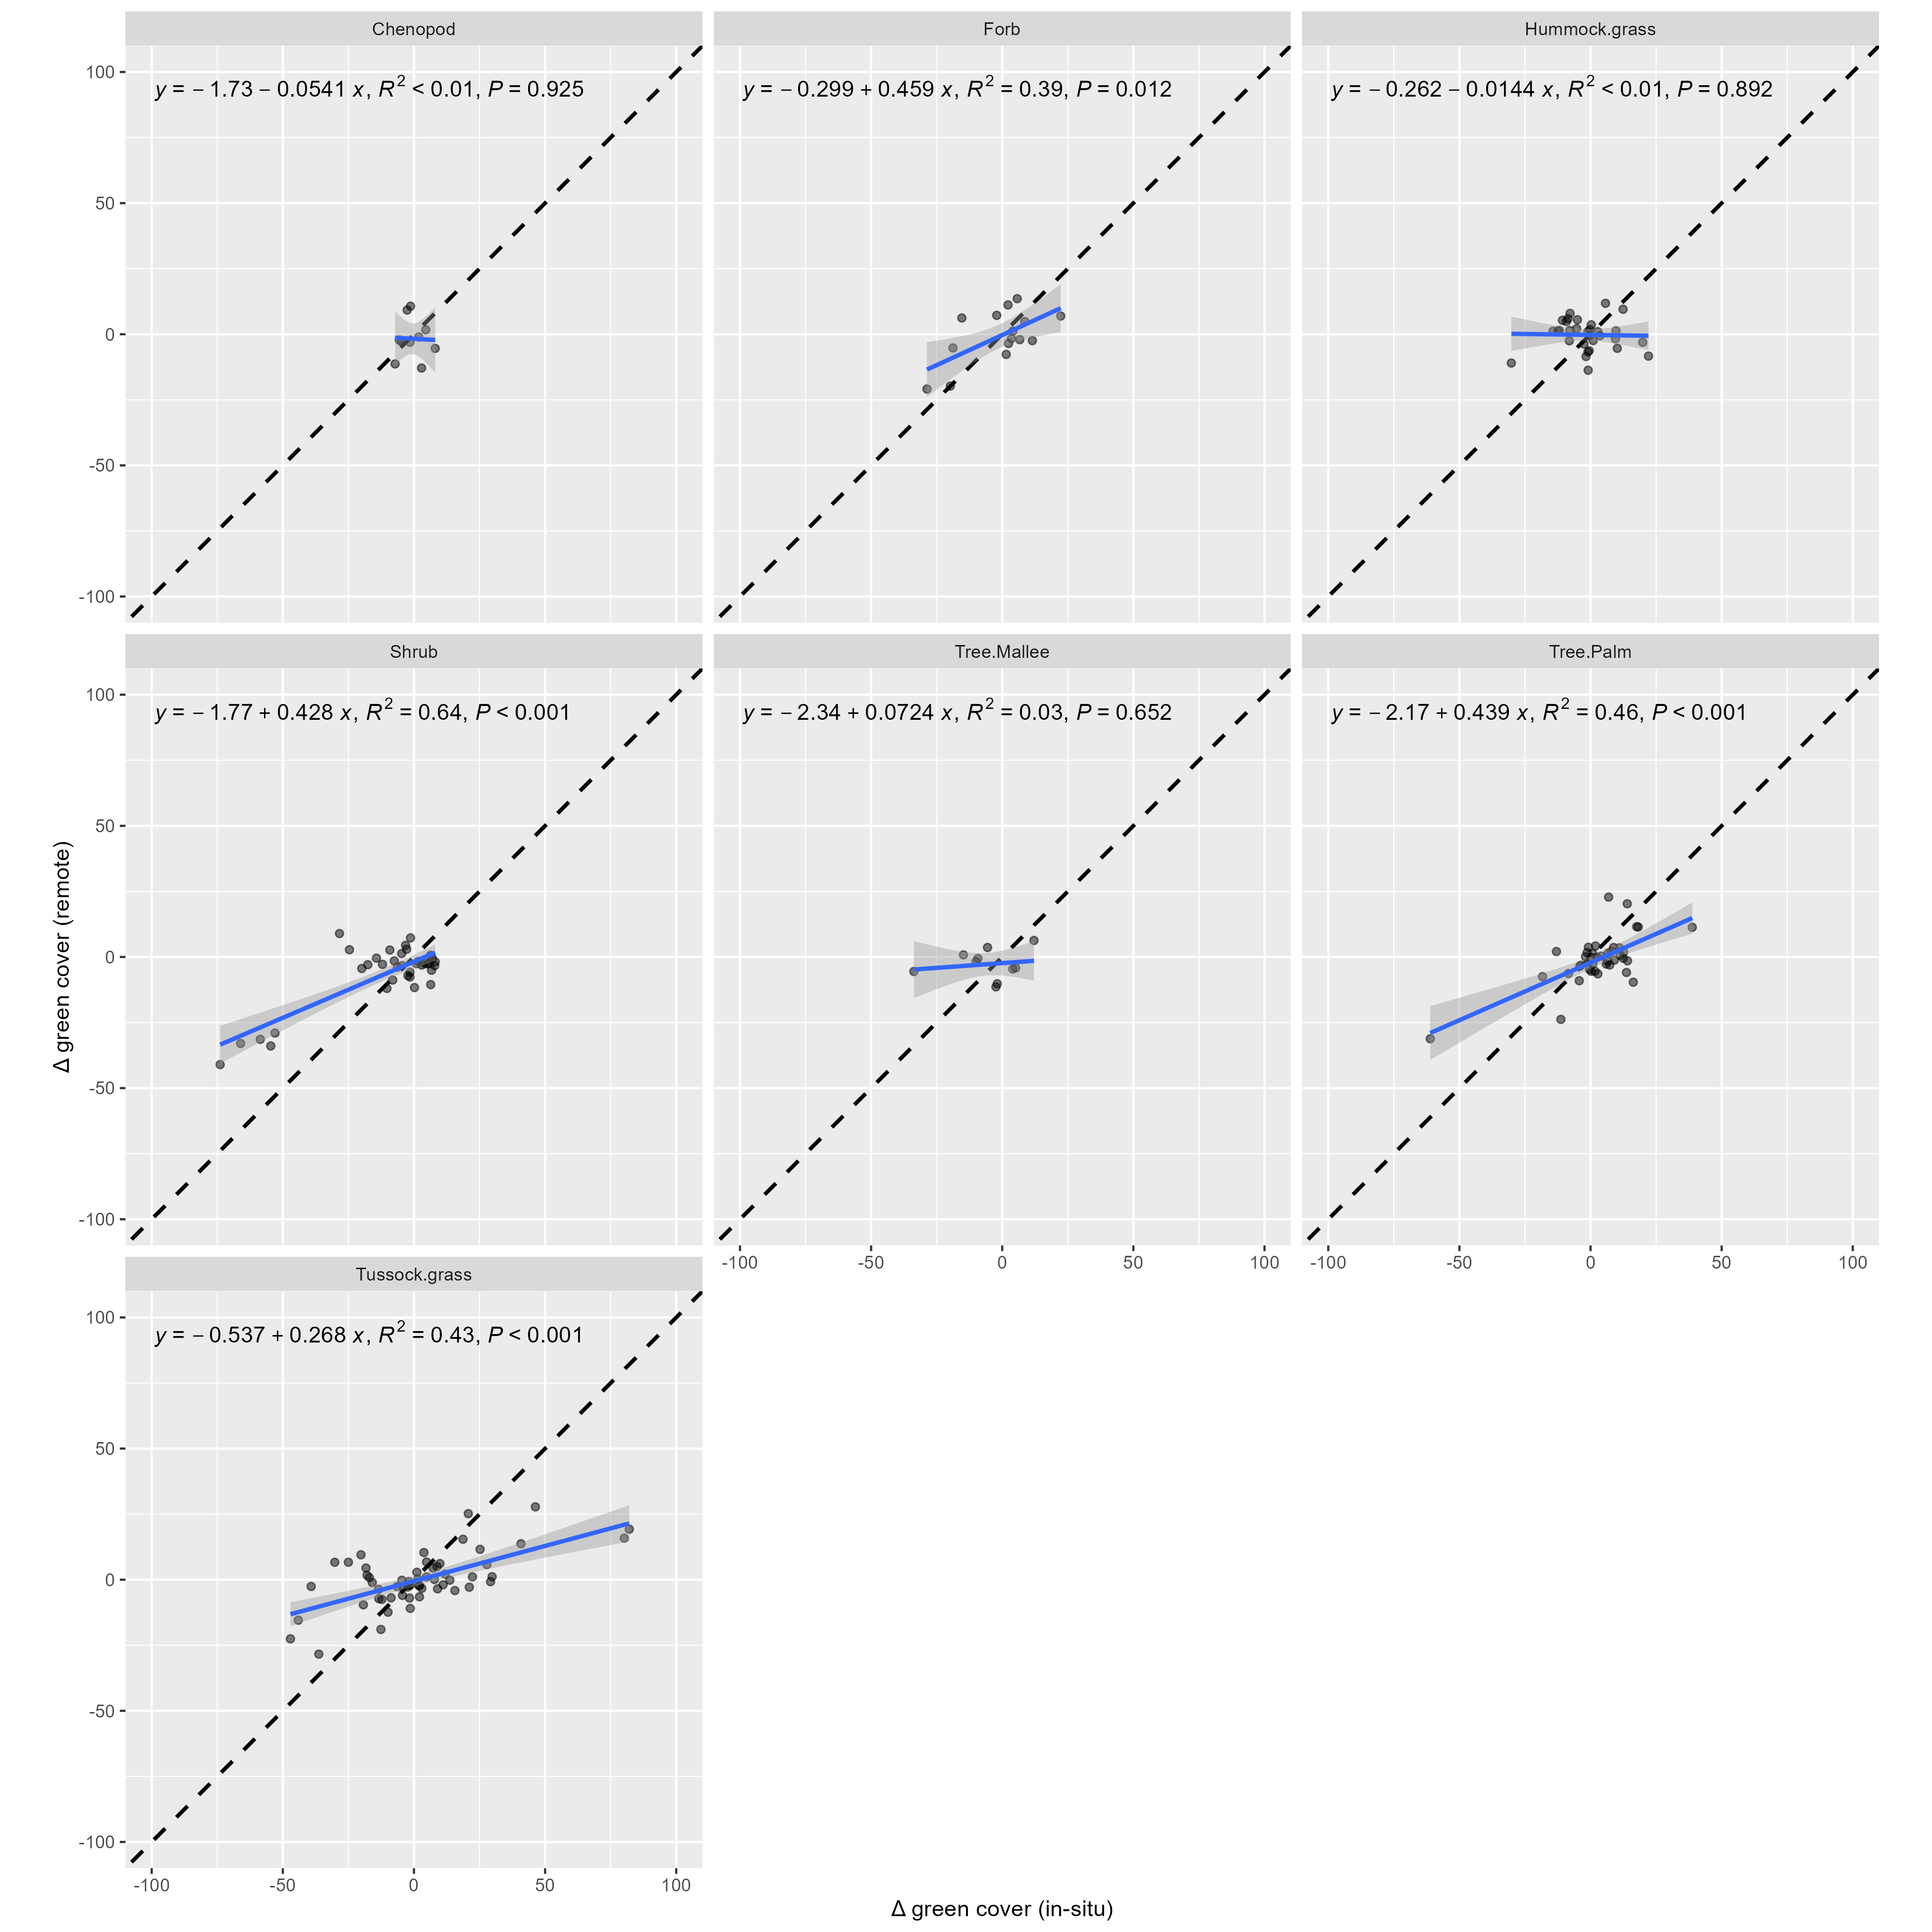 Chenopod
Forb
Hummock.grass
y = − 1.73 − 0.0541 x, R² < 0.01, P = 0.925
y = − 0.299 + 0.459 x, R² = 0.39, P = 0.012
y = − 0.262 − 0.0144 x, R² < 0.01, P = 0.892
100
50
0
-50
-100
Shrub
Tree.Mallee
Tree.Palm
y = − 1.77 + 0.428 x, R² = 0.64, P < 0.001
y = − 2.34 + 0.0724 x, R² = 0.03, P = 0.652
y = − 2.17 + 0.439 x, R² = 0.46, P < 0.001
100
50
0
-50
-100
-100 -50 0 50 100
-100 -50 0 50 100
Tussock.grass
y = − 0.537 + 0.268 x, R² = 0.43, P < 0.001
100
50
0
-50
-100
-100 -50 0 50 100
Δ green cover (remote)
Δ green cover (in-situ)